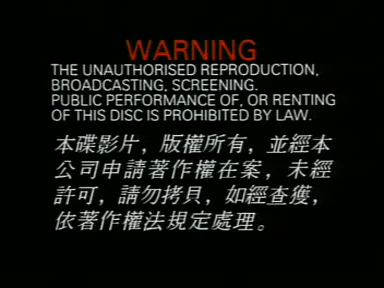 WARNING
THE UNAUTHORISED REPRODUCTION,
BROADCASTING, SCREENING.
PUBLIC PERFORMANCE OF, OR RENTING
OF THIS DISC IS PROHIBITED BY LAW.
本碟影片，版權所有，並經本
公司申請著作權在案，未經
許可，請勿拷貝，如經查獲，
依著作權法規定處理。